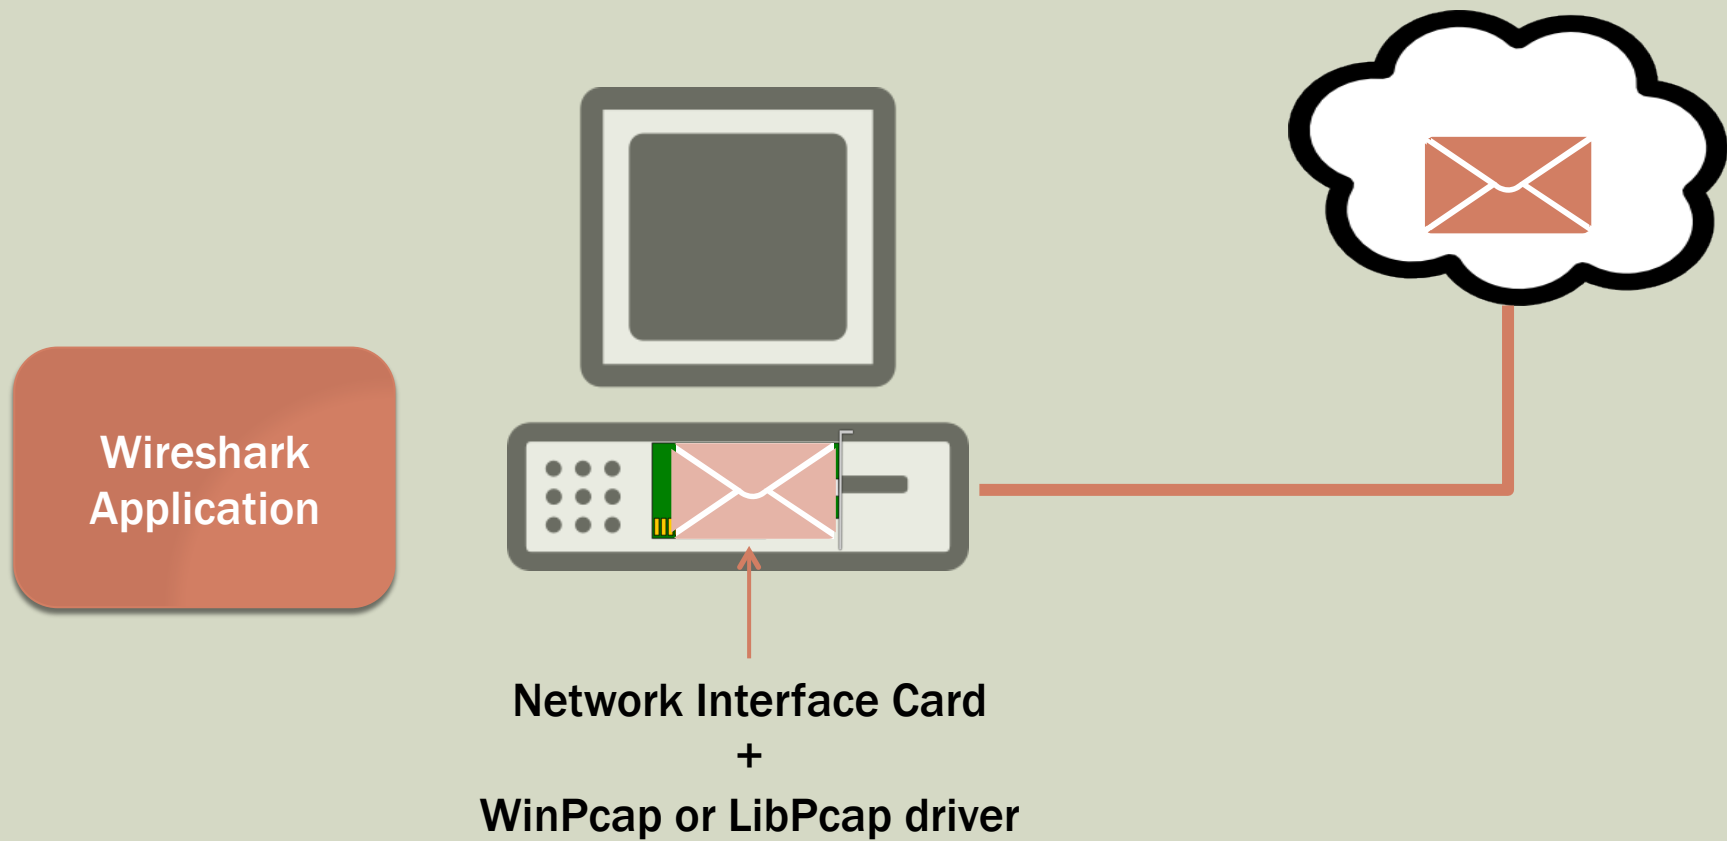 Wireshark
Application
Network Interface Card
+
WinPcap or LibPcap driver